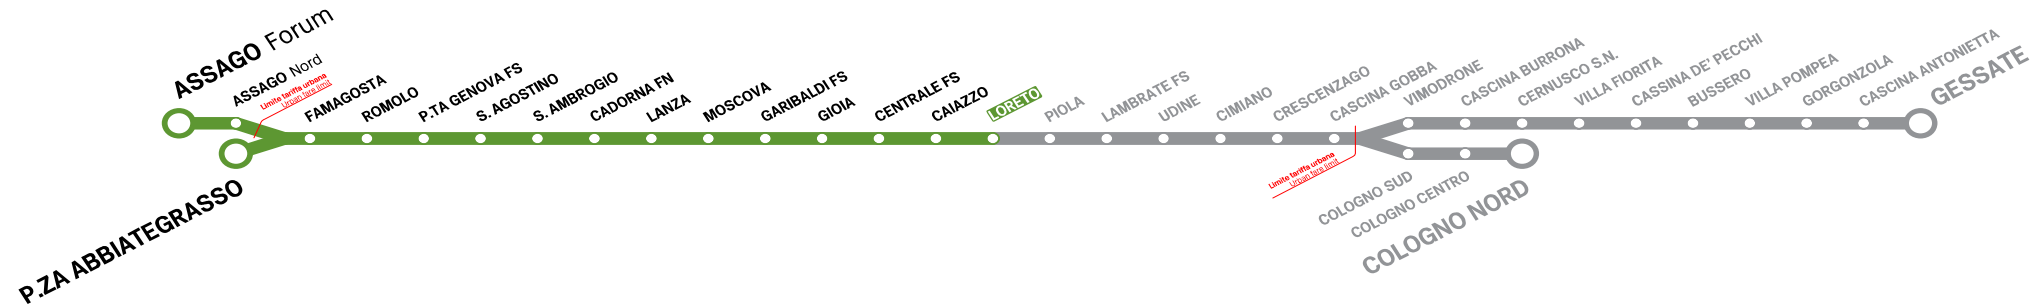 ASSAGO Forum
ASSAGO Nord
Limite tariffa urbana
Urban fare limit
P.ZA ABBIATEGRASSO
FAMAGOSTA
ROMOLO
P.TA GENOVA FS
S. AGOSTINO
S. AMBROGIO
CADORNA FN
LANZA
MOSCOVA
GARIBALDI FS
GIOIA
CENTRALE FS
CAIAZZO
LORETO
PIOLA
LAMBRATE FS
UDINE
CIMIANO
CRESCENZAGO
CASCINA GOBBA
Limite tariffa urbana
Urban fare limit
VIMODRONE
CASCINA BURRONA
CERNUSCO S.N.
VILLA FIORITA
CASSINA DE' PECCHI
BUSSERO
VILLA POMPEA
GORGONZOLA
CASCINA ANTONIETTA
GESSATE
COLOGNO SUD
COLOGNO CENTRO
COLOGNO NORD